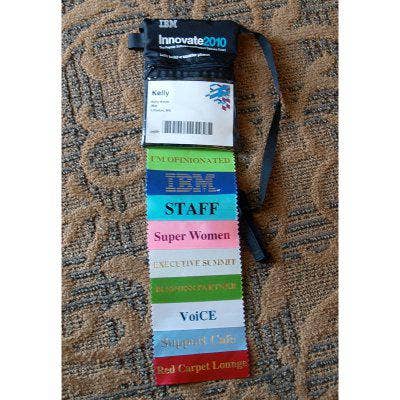 IBM
Innovate2010
Kelly
I'M OPINIONATED
IBM
STAFF
Super Women
EXECUTIVE SUMMIT
BUSINESS PARTNER
VoiCE
Support Cafe
Red Carpet Lounge